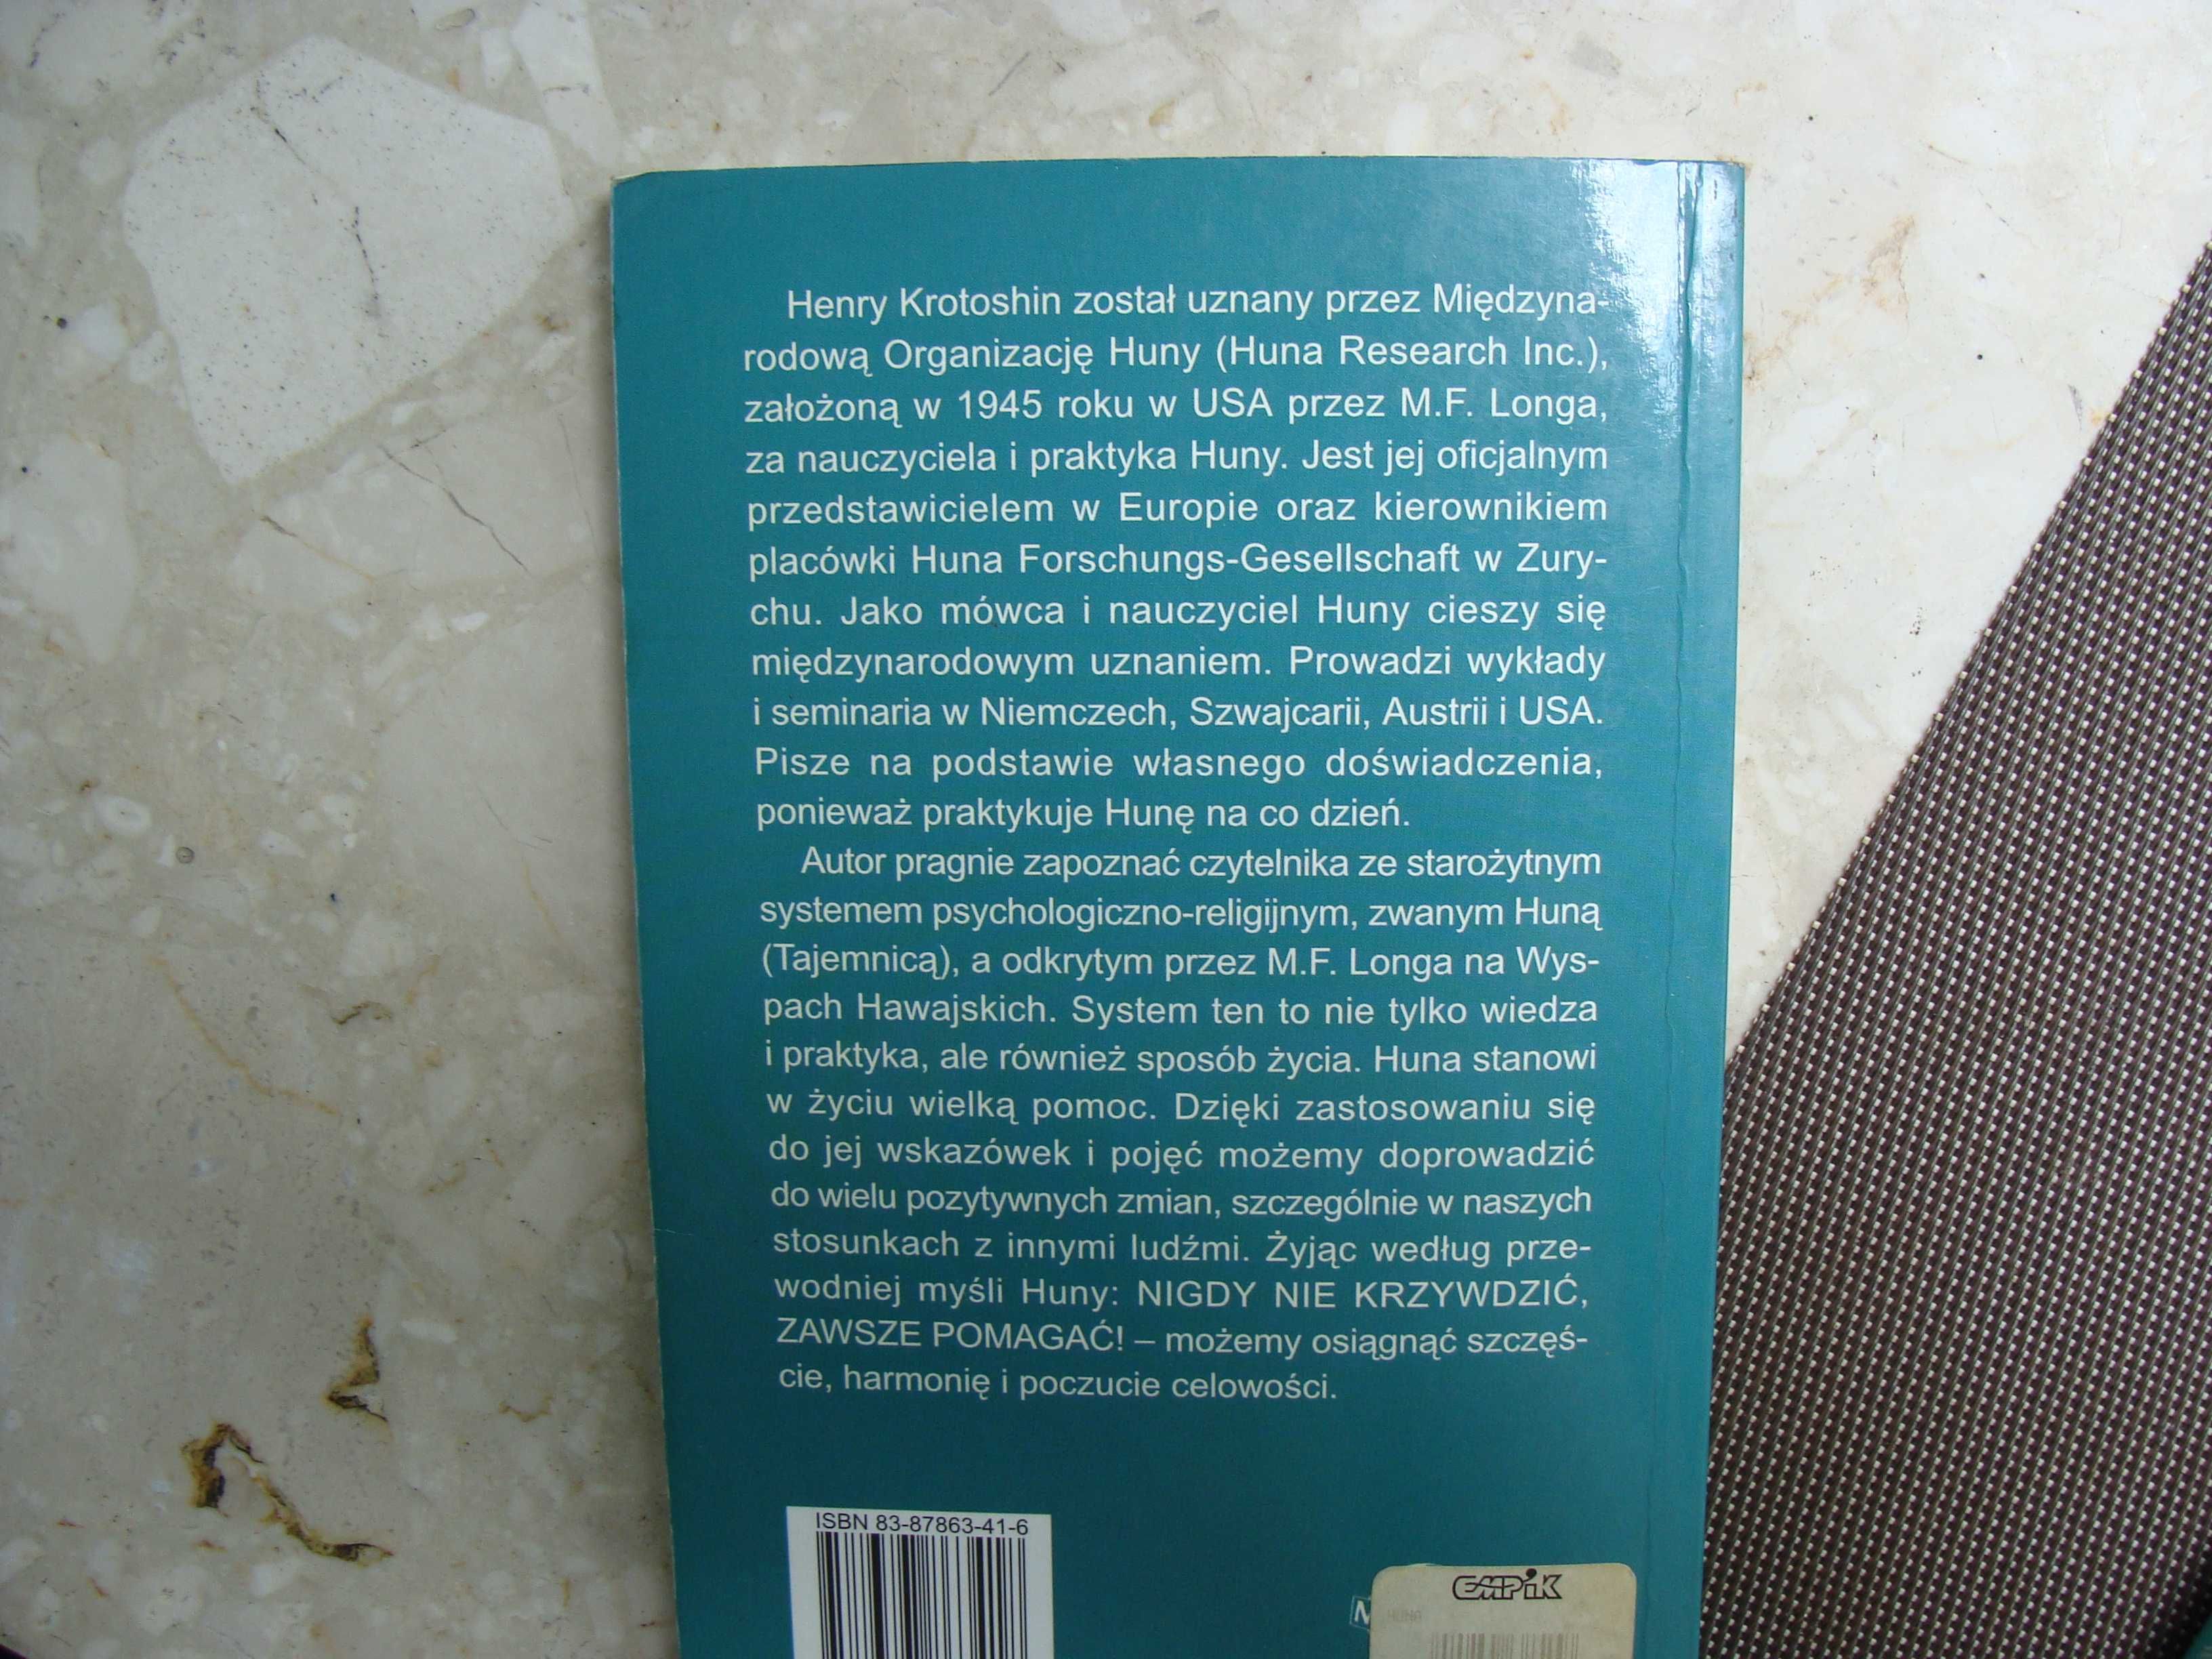 Henry Krotoshin został uznany przez Międzyna-
rodową Organizację Huny (Huna Research Inc.),
założoną w 1945 roku w USA przez M.F. Longa,
za nauczyciela i praktyka Huny. Jest jej oficjalnym
przedstawicielem w Europie oraz kierownikiem
placówki Huna Forschungs-Gesellschaft w Zury-
chu. Jako mówca i nauczyciel Huny cieszy się
międzynarodowym uznaniem. Prowadzi wykłady
i seminaria w Niemczech, Szwajcarii, Austrii i USA.
Pisze na podstawie własnego doświadczenia,
ponieważ praktykuje Hunę na co dzień.
Autor pragnie zapoznać czytelnika ze starożytnym
systemem psychologiczno-religijnym, zwanym Huną
(Tajemnicą), a odkrytym przez M.F. Longa na Wys-
pach Hawajskich. System ten to nie tylko wiedza
i praktyka, ale również sposób życia. Huna stanowi
w życiu wielką pomoc. Dzięki zastosowaniu się
do jej wskazówek i pojęć możemy doprowadzić
do wielu pozytywnych zmian, szczególnie w naszych
stosunkach z innymi ludźmi. Żyjąc według prze-
wodniej myśli Huny: NIGDY NIE KRZYWDZIĆ,
ZAWSZE POMAGAĆ! – możemy osiągnąć szczęś-
cie, harmonię i poczucie celowości.
ISBN 83-87863-41-6
EMPiK
HUNA